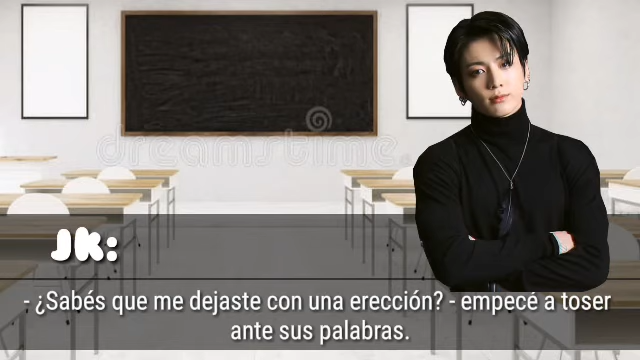 dreamstime
Jk:
- ¿Sabés que me dejaste con una erección? - empecé a toser
ante sus palabras.